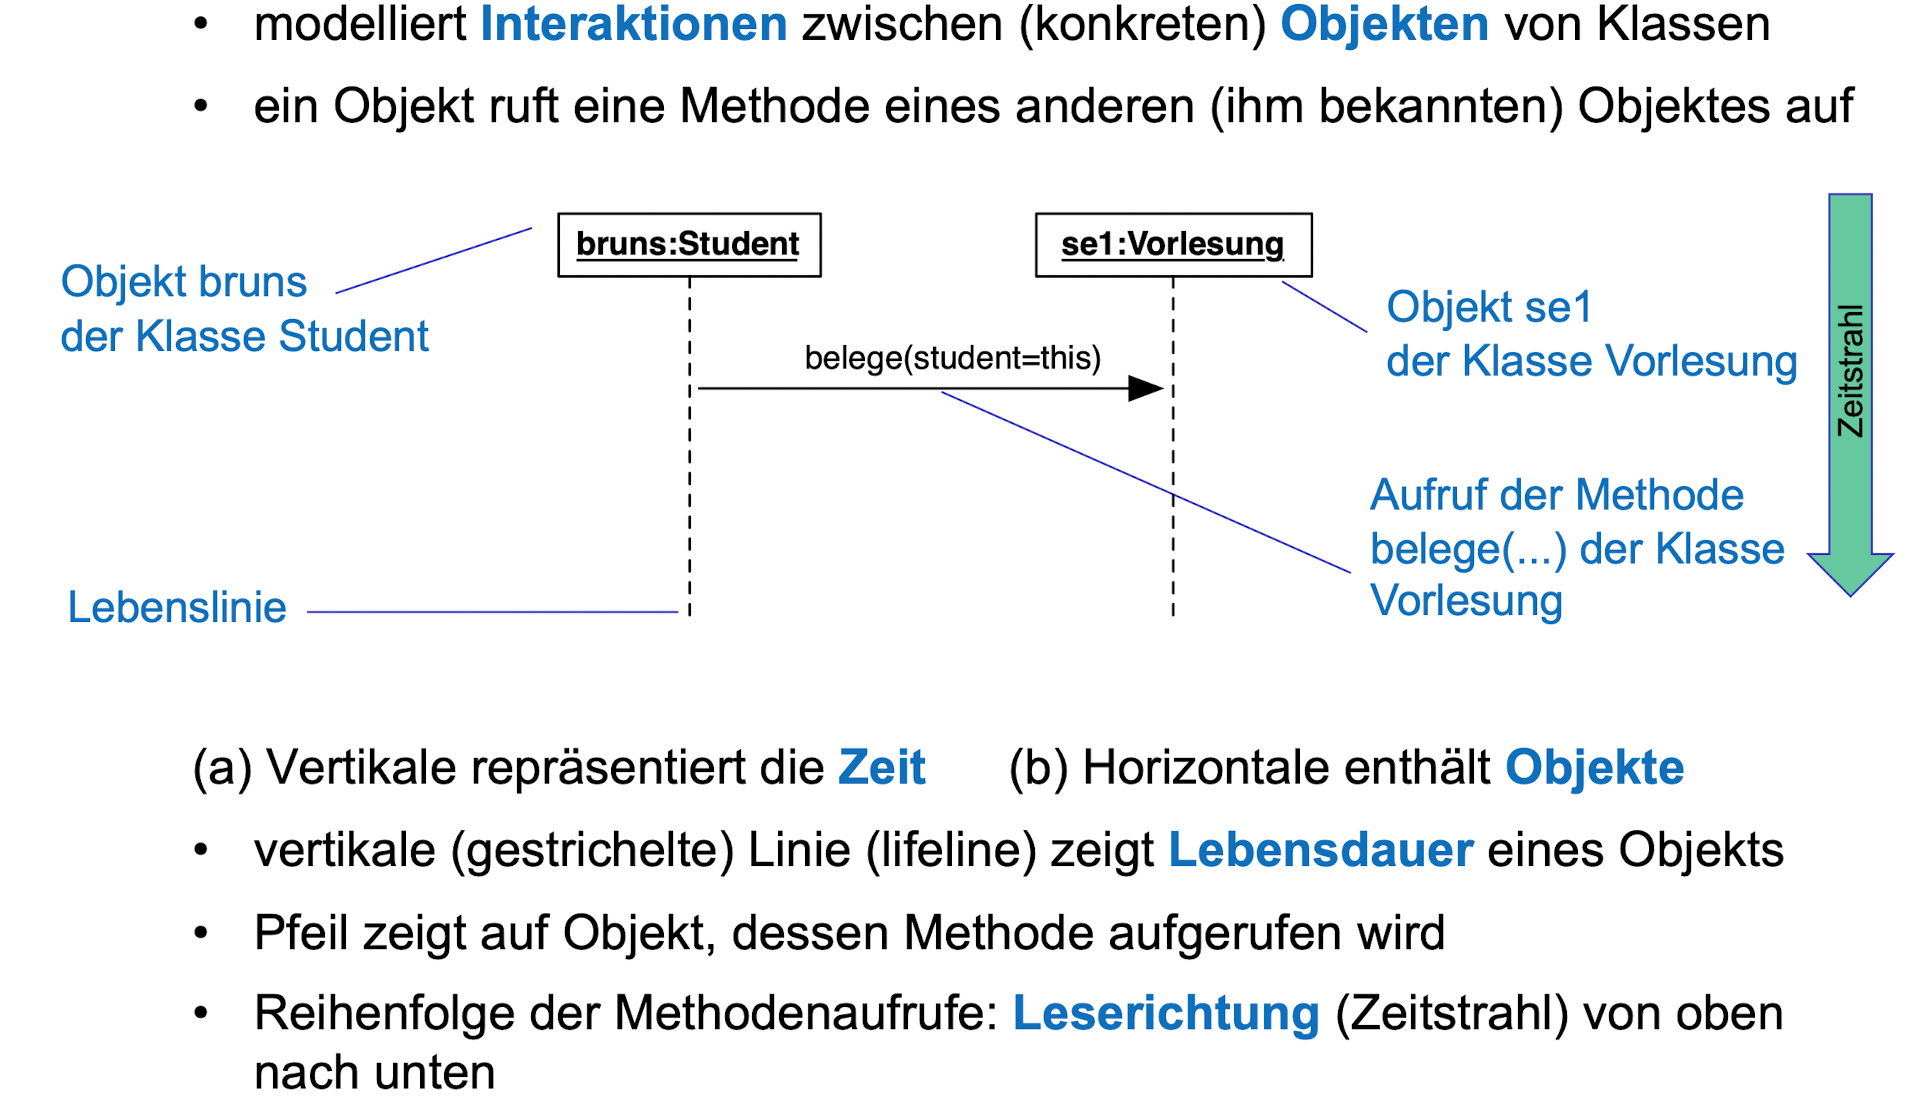 • modelliert Interaktionen zwischen (konkreten) Objekten von Klassen
• ein Objekt ruft eine Methode eines anderen (ihm bekannten) Objektes auf
bruns:Student
se1:Vorlesung
Objekt bruns
der Klasse Student
Objekt se1
der Klasse Vorlesung
belege(student=this)
Zeitstrahl
Aufruf der Methode
belege(...) der Klasse
Vorlesung
Lebenslinie
(a) Vertikale repräsentiert die Zeit (b) Horizontale enthält Objekte
• vertikale (gestrichelte) Linie (lifeline) zeigt Lebensdauer eines Objekts
• Pfeil zeigt auf Objekt, dessen Methode aufgerufen wird
• Reihenfolge der Methodenaufrufe: Leserichtung (Zeitstrahl) von oben
nach unten